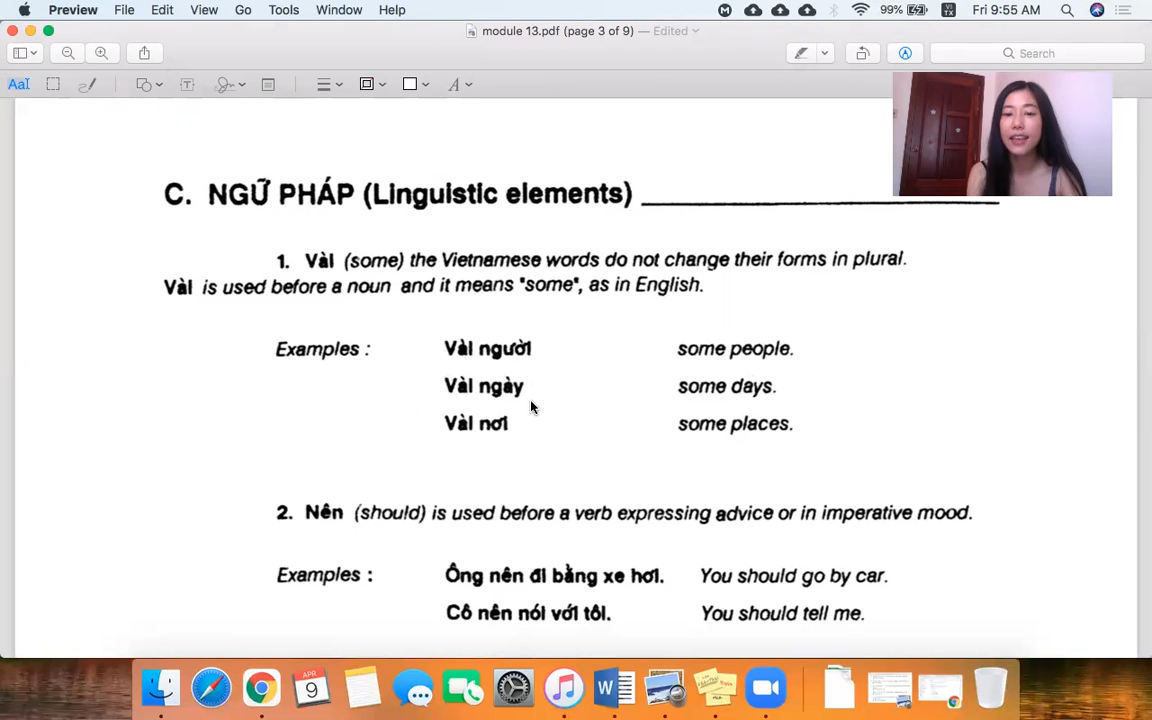 Preview File Edit View Go Tools Window Help 99% VI TX Fri 9:55 AM
module 13.pdf (page 3 of 9) — Edited
Search
AaI T A
C. NGỮ PHÁP (Linguistic elements)
1. Vài (some) the Vietnamese words do not change their forms in plural.
Vài is used before a noun and it means "some", as in English.
Examples : Vài người some people.
Vài ngày some days.
Vài nơi some places.
2. Nên (should) is used before a verb expressing advice or in imperative mood.
Examples : Ông nên đi bằng xe hơi. You should go by car.
Cô nên nói với tôi. You should tell me.
APR
9
W